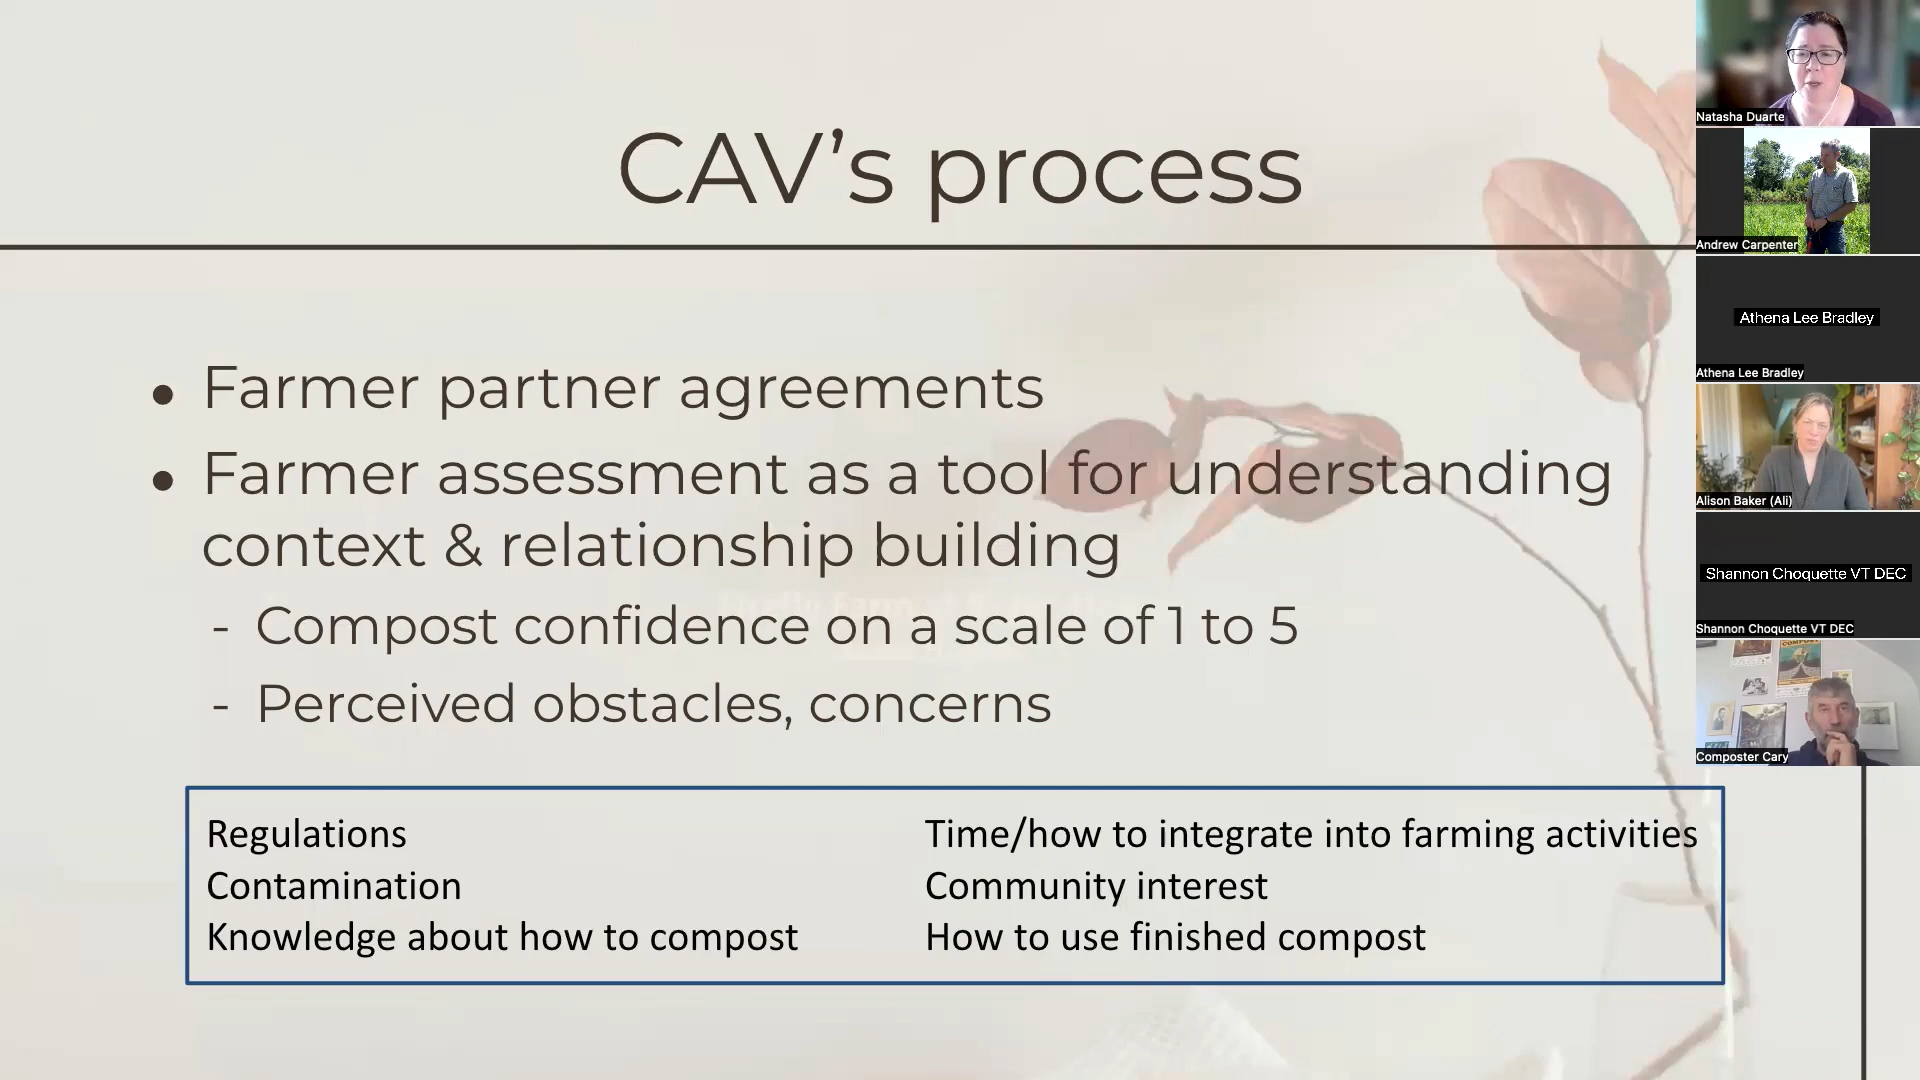 CAV’s process
• Farmer partner agreements
• Farmer assessment as a tool for understanding
context & relationship building
- Compost confidence on a scale of 1 to 5
- Perceived obstacles, concerns
Regulations
Contamination
Knowledge about how to compost
Time/how to integrate into farming activities
Community interest
How to use finished compost
Natasha Duarte
Andrew Carpenter
Athena Lee Bradley
Athena Lee Bradley
Alison Baker (Ali)
Shannon Choquette VT DEC
Shannon Choquette VT DEC
COMPOST
Composter Cary